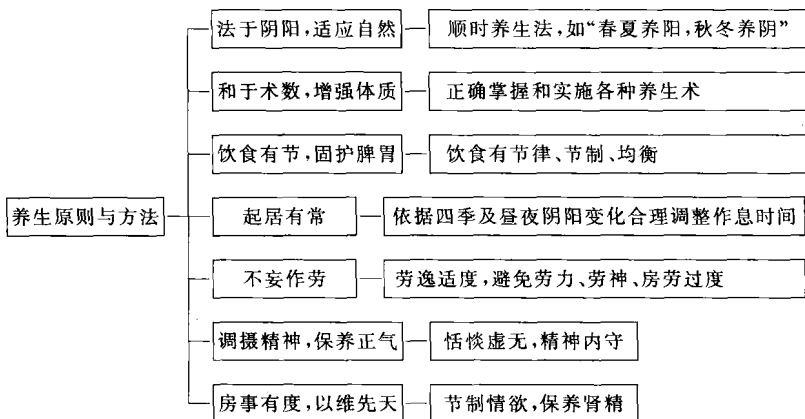 法于阴阳,适应自然
顺时养生法,如“春夏养阳,秋冬养阴”
和于术数,增强体质
正确掌握和实施各种养生术
饮食有节,固护脾胃
饮食有节律、节制、均衡
养生原则与方法
起居有常
依据四季及昼夜阴阳变化合理调整作息时间
不妄作劳
劳逸适度,避免劳力、劳神、房劳过度
调摄精神,保养正气
恬惔虚无,精神内守
房事有度,以维先天
节制情欲,保养肾精